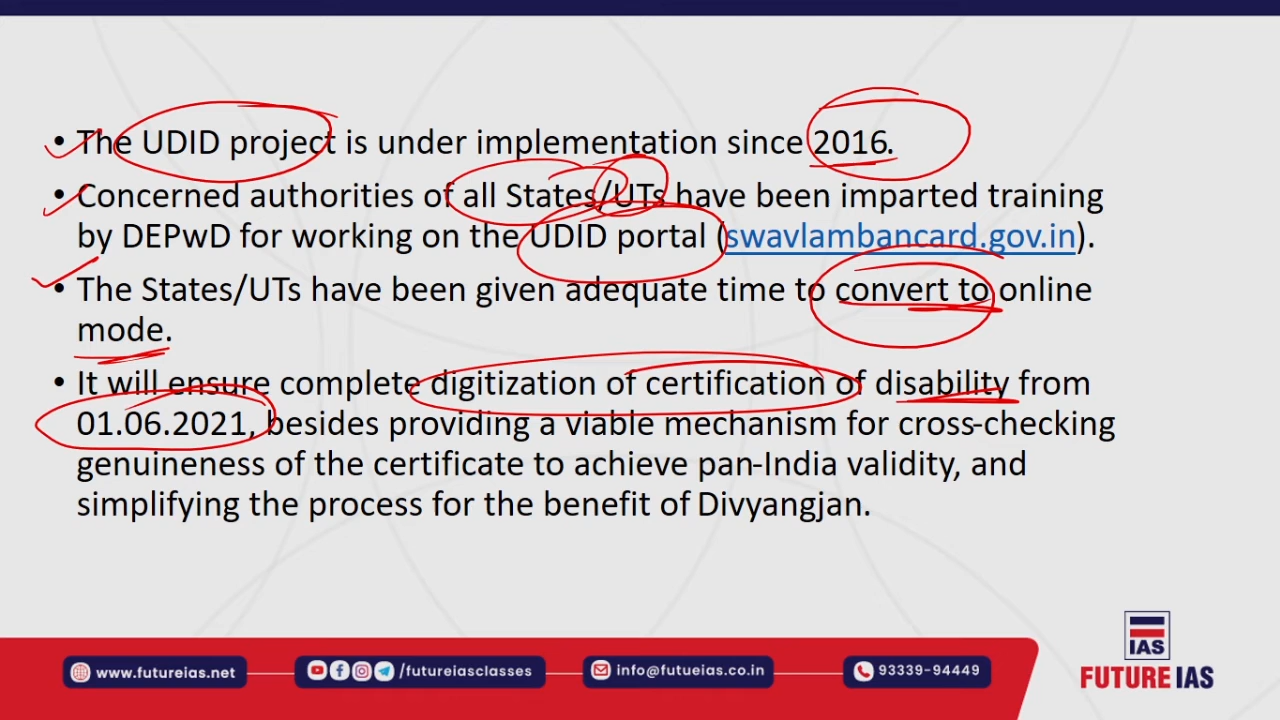 • The UDID project is under implementation since 2016.
• Concerned authorities of all States/UTs have been imparted training
by DEPwD for working on the UDID portal (swavlambancard.gov.in).
• The States/UTs have been given adequate time to convert to online
mode.
• It will ensure complete digitization of certification of disability from
01.06.2021, besides providing a viable mechanism for cross-checking
genuineness of the certificate to achieve pan-India validity, and
simplifying the process for the benefit of Divyangjan.
IAS
FUTURE IAS
www.futureias.net
/futureiasclasses
info@futueias.co.in
93339-94449